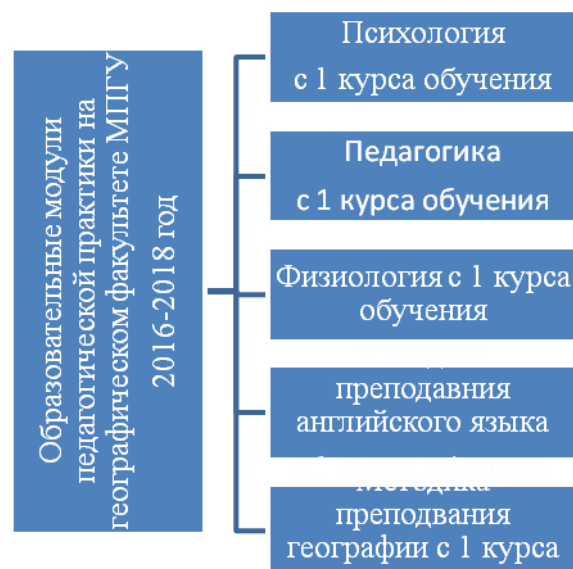 Образовательные модули
педагогической практики на
географическом факультете МПГУ
2016-2018 год
Психология
с 1 курса обучения
Педагогика
с 1 курса обучения
Физиология с 1 курса
обучения
преподавния
английского языка
Методика
преподвания
географии с 1 курса